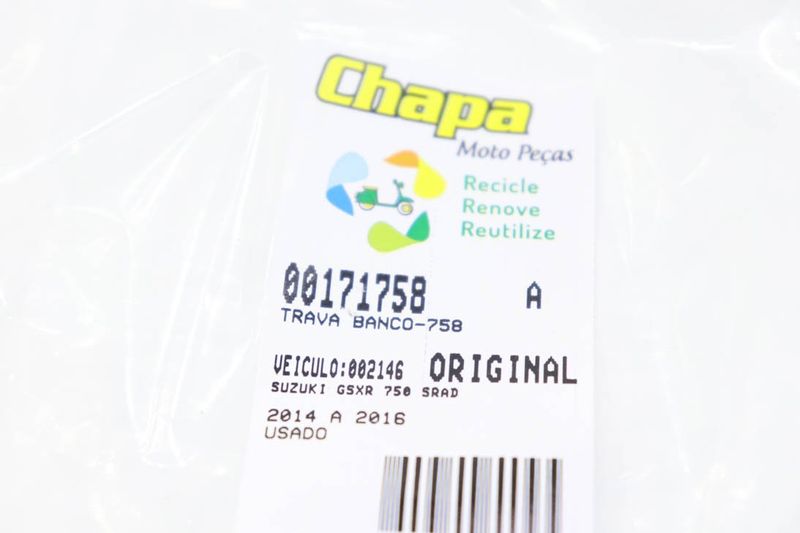 Chapa
Moto Peças
Recicle
Renove
Reutilize
00171758 A
TRAVA BANCO-758
VEICULO:002146 ORIGINAL
SUZUKI GSXR 750 SRAD
2014 A 2016
USADO